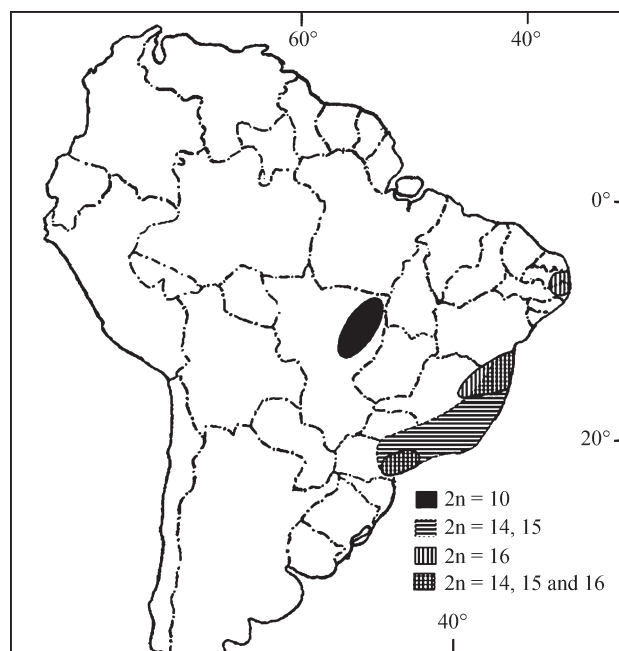 60° 40°
0°
20°
2n = 10
2n = 14, 15
2n = 16
2n = 14, 15 and 16
40°